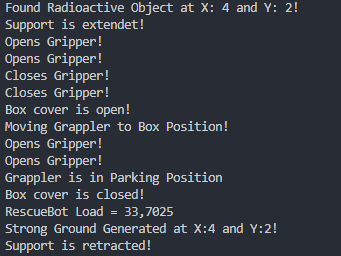 Found Radioactive Object at X: 4 and Y: 2!
Support is extendet!
Opens Gripper!
Opens Gripper!
Closes Gripper!
Closes Gripper!
Box cover is open!
Moving Grappler to Box Position!
Opens Gripper!
Opens Gripper!
Grappler is in Parking Position
Box cover is closed!
RescueBot Load = 33,7025
Strong Ground Generated at X:4 and Y:2!
Support is retracted!